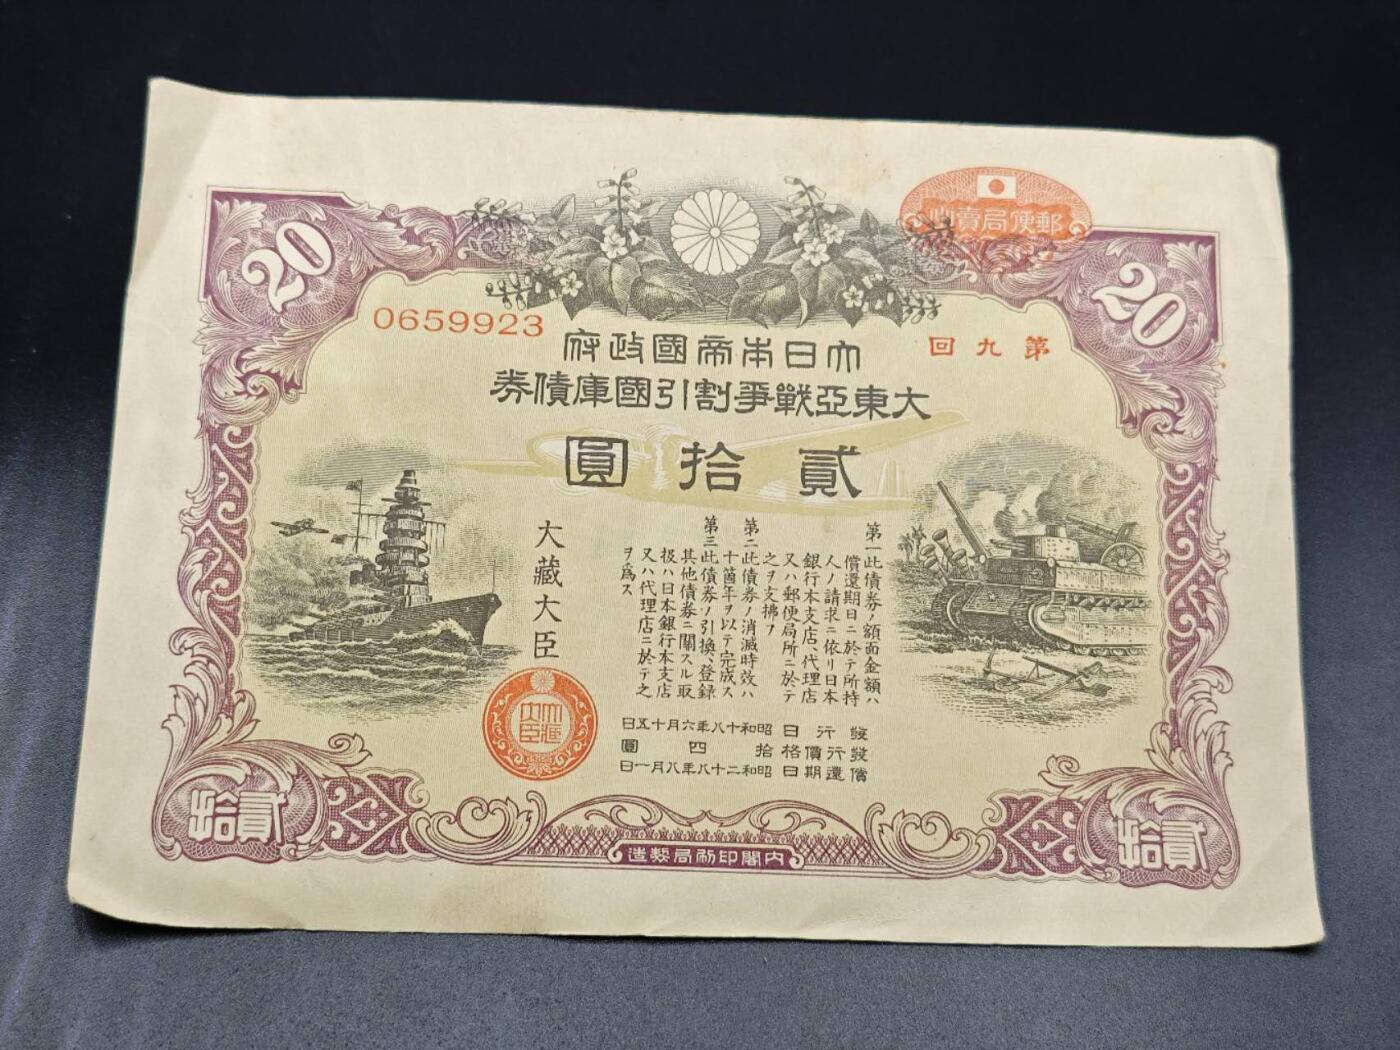 20
郵便局賣出
20
0659923
第九回
大日本帝國政府
大東亞戰爭割引國庫債券
貳拾圓
第一此債券ノ額面金額ハ
償還期日ニ於テ所持
人ノ請求ニ依リ日本
銀行本支店、代理店
又ハ郵便局所ニ於テ
之ヲ支拂フ
第二此債券ノ消滅時效ハ
十箇年ヲ以テ完成ス
第三此債券ノ引換、登錄
其他債券ニ關スル取
扱ハ日本銀行本支店
又ハ代理店ニ於テ之
ヲ爲ス
大藏大臣
發行日 昭和十八年六月十五日
發行價格 拾四圓
償還期日 昭和二十八年八月一日
貳拾
貳拾
內閣印刷局製造